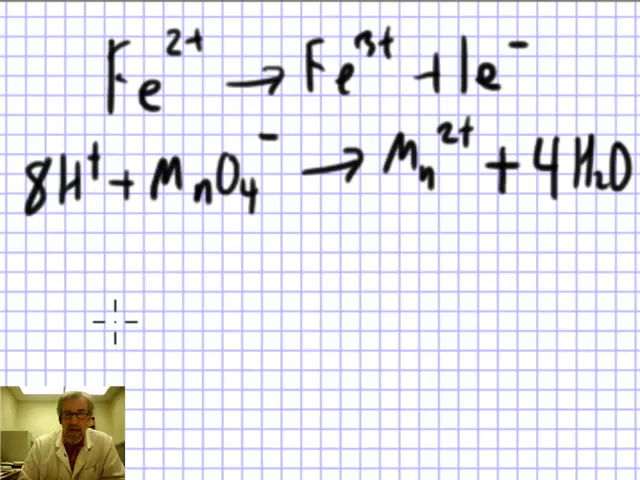 Fe²⁺ → Fe³⁺ + 1e⁻
8H⁺ + MnO₄⁻ → Mn²⁺ + 4H₂O